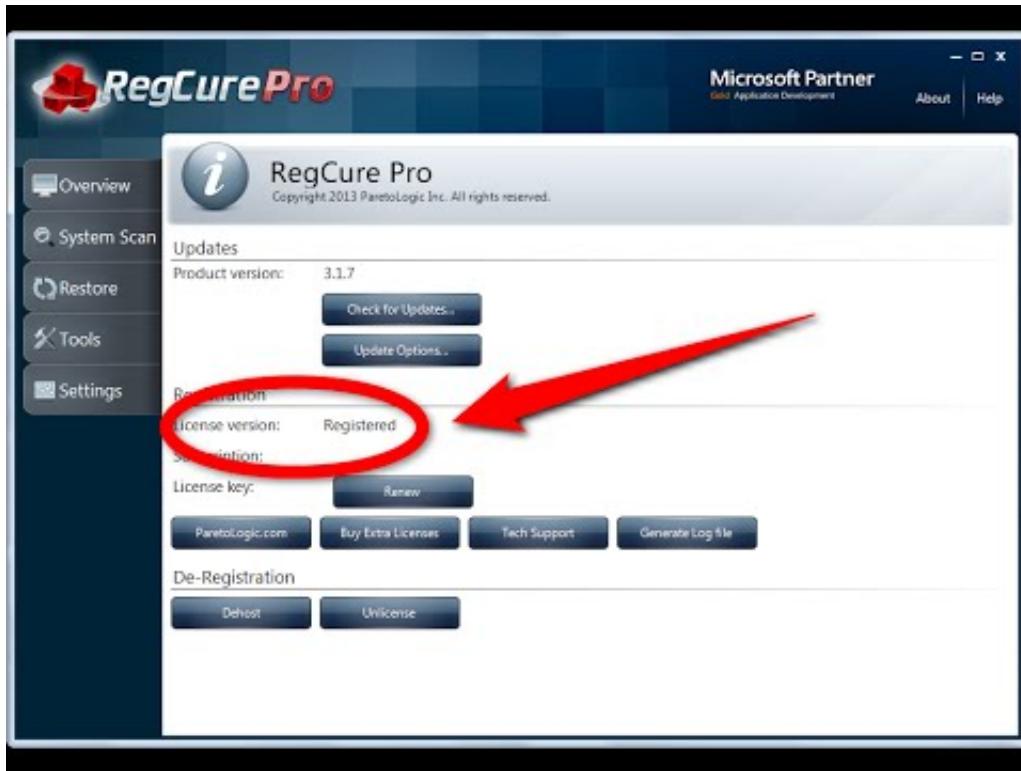 RegCure Pro
Microsoft Partner
Gold Application Development
About
Help
Overview
System Scan
Restore
Tools
Settings
RegCure Pro
Copyright 2013 ParetoLogic Inc. All rights reserved.
Updates
Product version: 3.1.7
Check for Updates...
Update Options...
Registration
License version: Registered
Subscription:
License key: Renew
ParetoLogic.com Buy Extra Licenses Tech Support Generate Log file
De-Registration
Dehost Unlicense